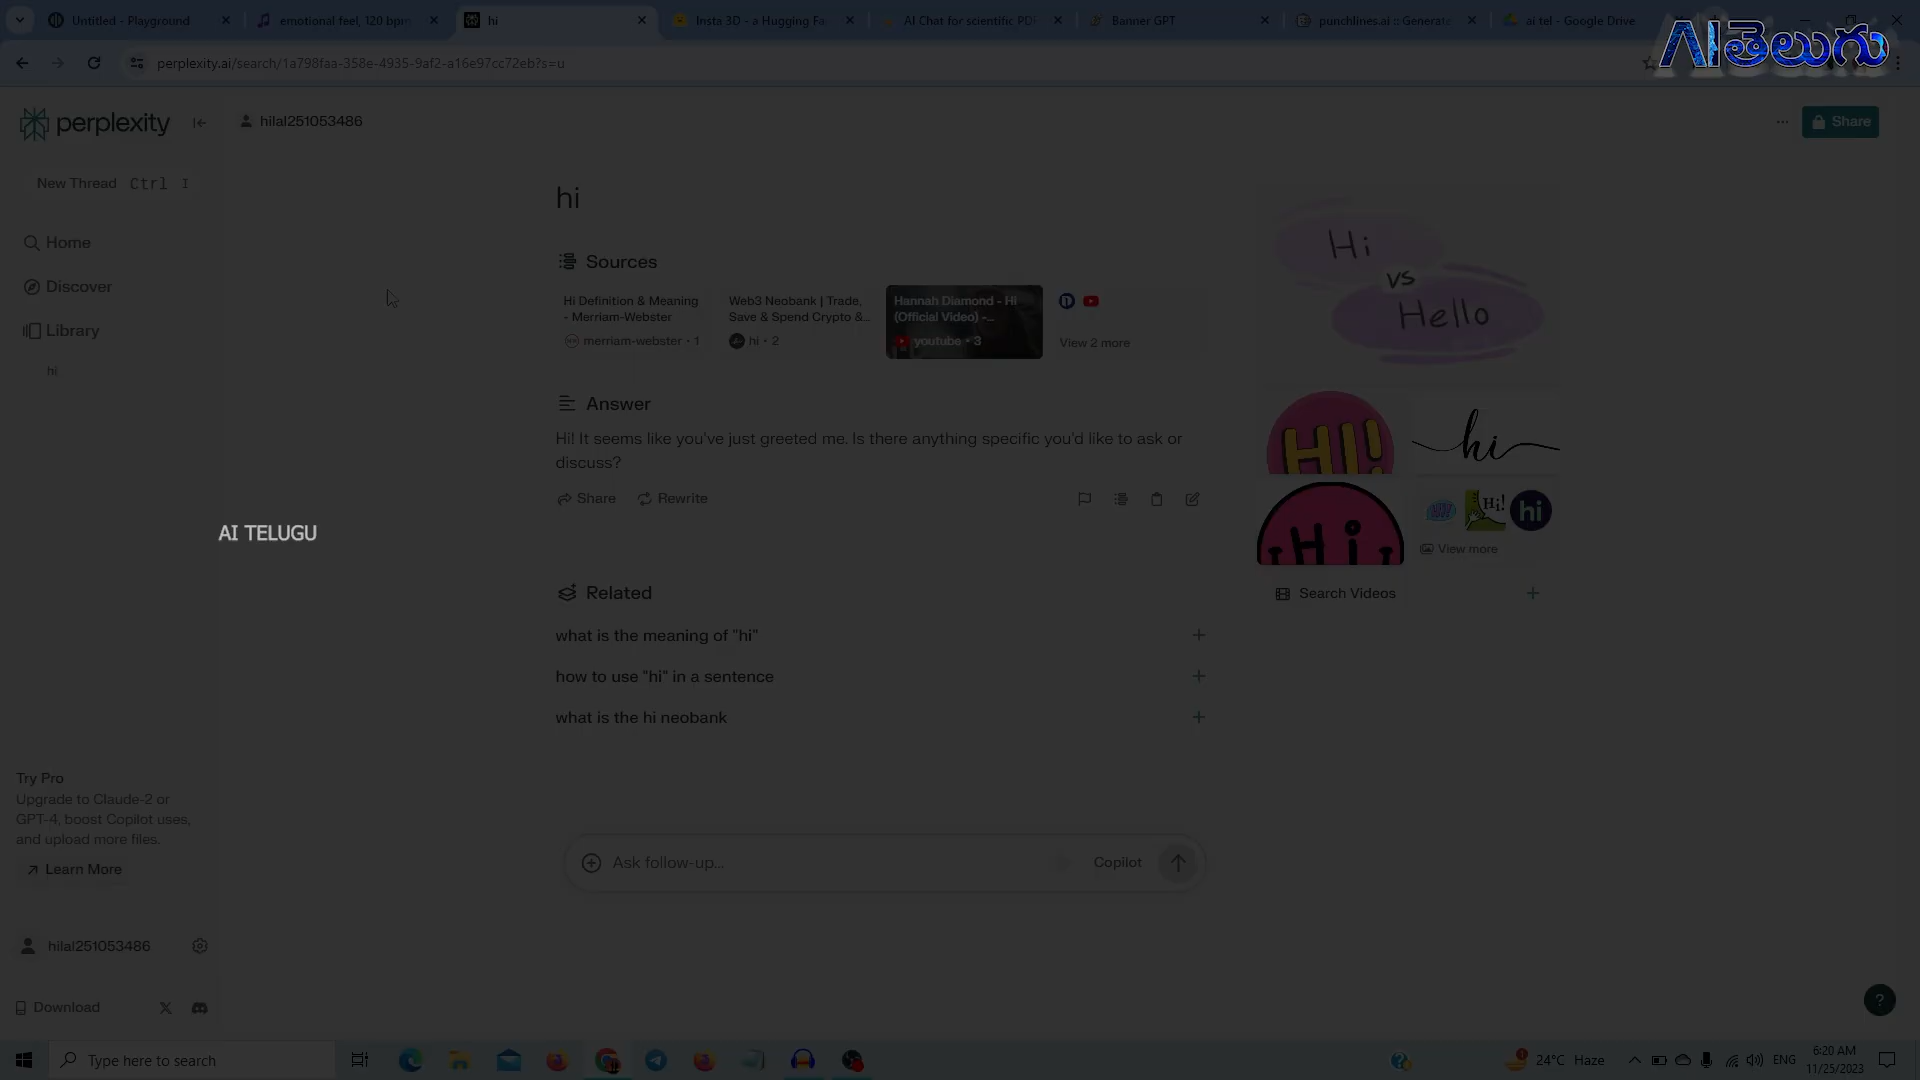 Untitled - Playground
emotional feel, 120 bpm
hi
Insta 3D - a Hugging Fa
AI Chat for scientific PDF
Banner GPT
punchlines.ai :: Generate
ai tel - Google Drive
AI తెలుగు
perplexity.ai/search/1a798faa-358e-4935-9af2-a16e97cc72eb?s=u
perplexity
hilal251053486
Share
New Thread Ctrl I
Home
Discover
Library
hi
hi
Sources
Hi Definition & Meaning
- Merriam-Webster
merriam-webster • 1
Web3 Neobank | Trade,
Save & Spend Crypto &...
hi • 2
Hannah Diamond - Hi
(Official Video) -...
youtube • 3
View 2 more
Answer
Hi! It seems like you've just greeted me. Is there anything specific you'd like to ask or
discuss?
Share
Rewrite
Hi
vs
Hello
HI!
hi
Hi
Hi!
hi
View more
Search Videos
AI TELUGU
Related
what is the meaning of "hi"
how to use "hi" in a sentence
what is the hi neobank
Try Pro
Upgrade to Claude-2 or
GPT-4, boost Copilot uses,
and upload more files.
Learn More
Ask follow-up...
Copilot
hilal251053486
Download
?
Type here to search
24°C Haze
ENG
6:20 AM
11/25/2023